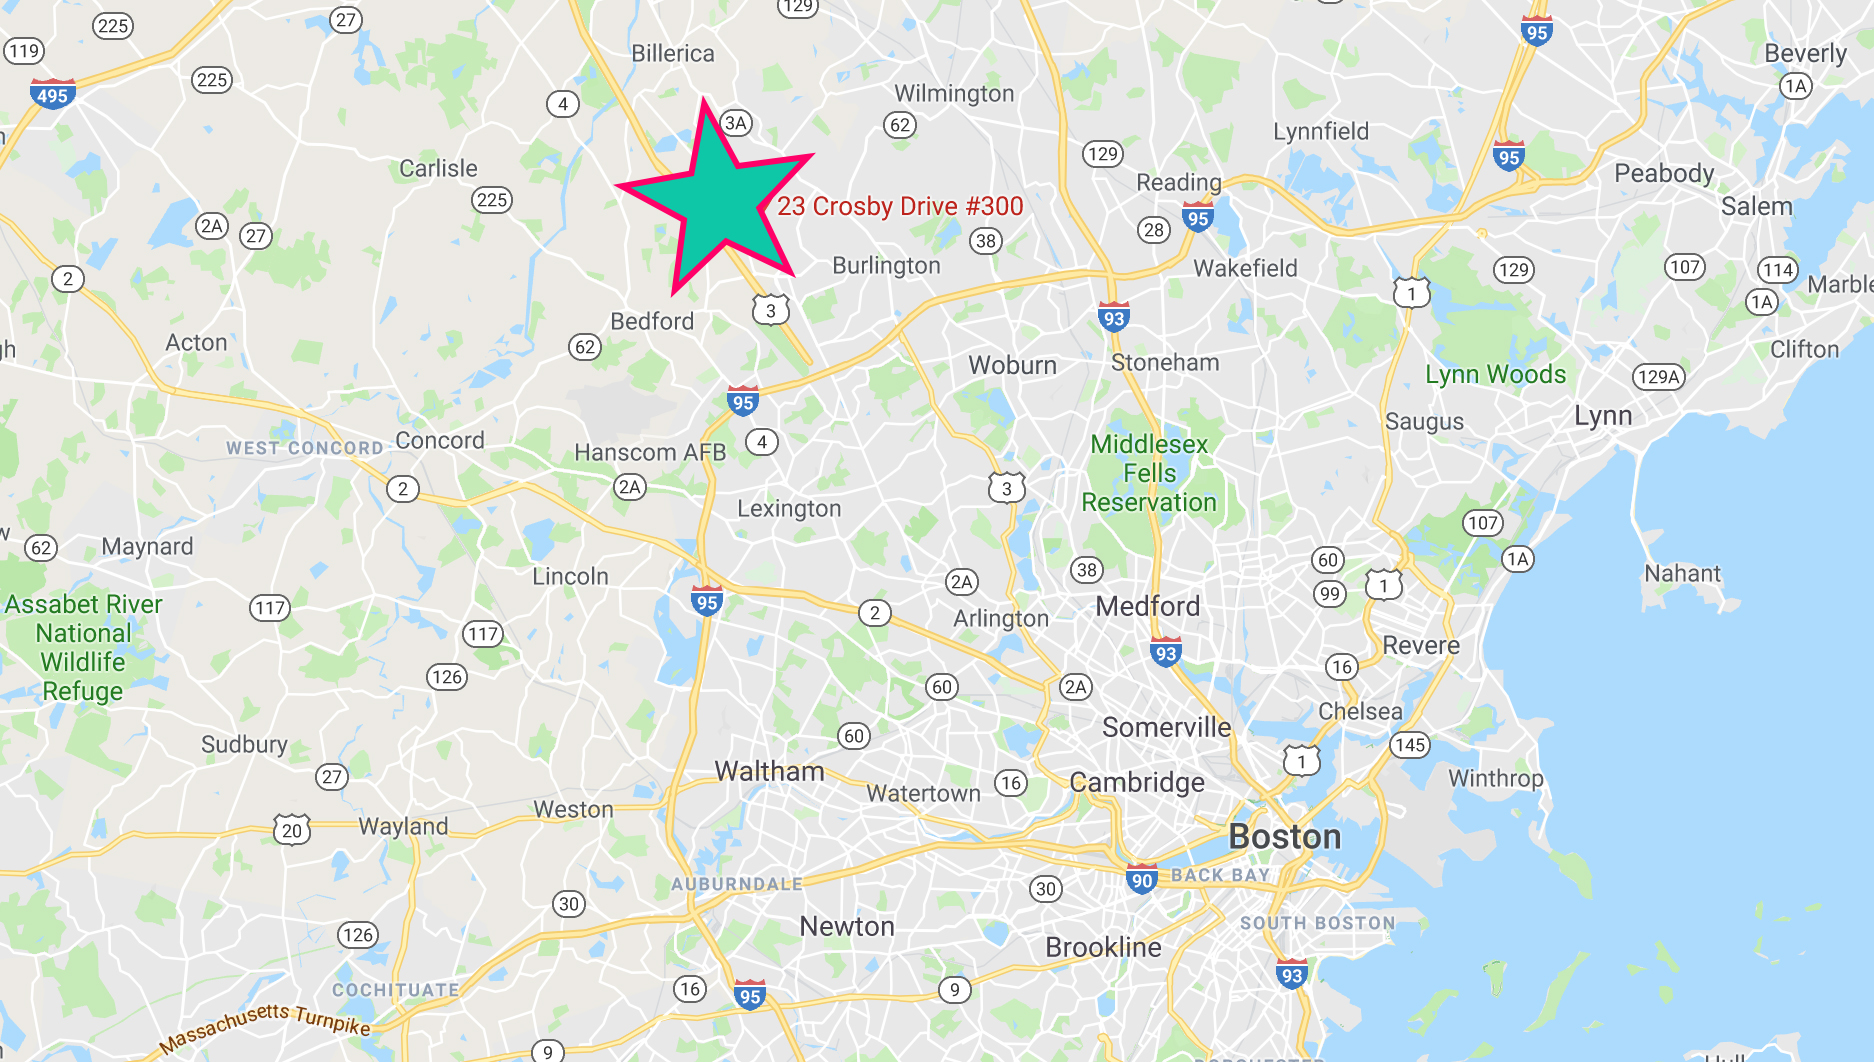 129
225
27
119
Billerica
Beverly
95
225
495
1A
4
Wilmington
3A
62
Lynnfield
129
95
Carlisle
Peabody
Reading
225
Salem
23 Crosby Drive #300
95
2A
27
28
38
Burlington
Wakefield
107
129
114
2
Marble
1
1A
3
93
Bedford
Acton
62
Clifton
Woburn
Stoneham
Lynn Woods
129A
95
Lynn
Saugus
WEST CONCORD
Concord
4
Middlesex
Fells
Reservation
Hanscom AFB
2
2A
3
Lexington
107
62
Maynard
60
1A
38
Nahant
Lincoln
2A
1
99
Assabet River
National
Wildlife
Refuge
117
95
2
Arlington
Medford
117
Revere
93
16
126
60
2A
Chelsea
Somerville
60
Sudbury
145
1
27
Waltham
Cambridge
16
Winthrop
Watertown
Weston
20
Wayland
Boston
90
BACK BAY
AUBURNDALE
30
30
Newton
SOUTH BOSTON
126
Brookline
93
COCHITUATE
16
95
9
Massachusetts Turnpike
9